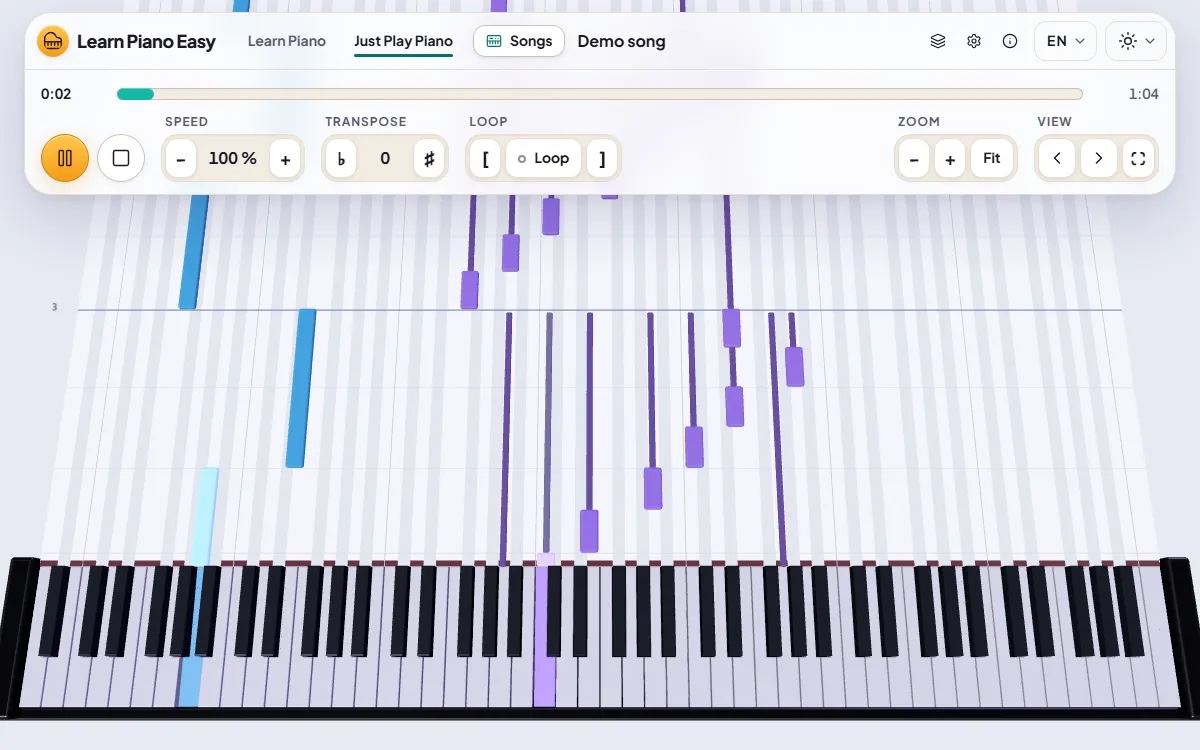 Learn Piano Easy Learn Piano Just Play Piano Songs Demo song EN
0:02 1:04
SPEED TRANSPOSE LOOP ZOOM VIEW
– 100 % + ♭ 0 ♯ [ Loop ] – + Fit
3